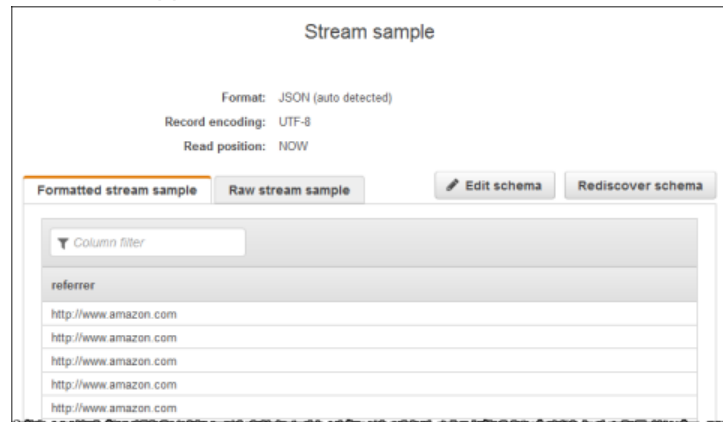 Stream sample
Format: JSON (auto detected)
Record encoding: UTF-8
Read position: NOW
Formatted stream sample Raw stream sample Edit schema Rediscover schema
Column filter
referrer
http://www.amazon.com
http://www.amazon.com
http://www.amazon.com
http://www.amazon.com
http://www.amazon.com